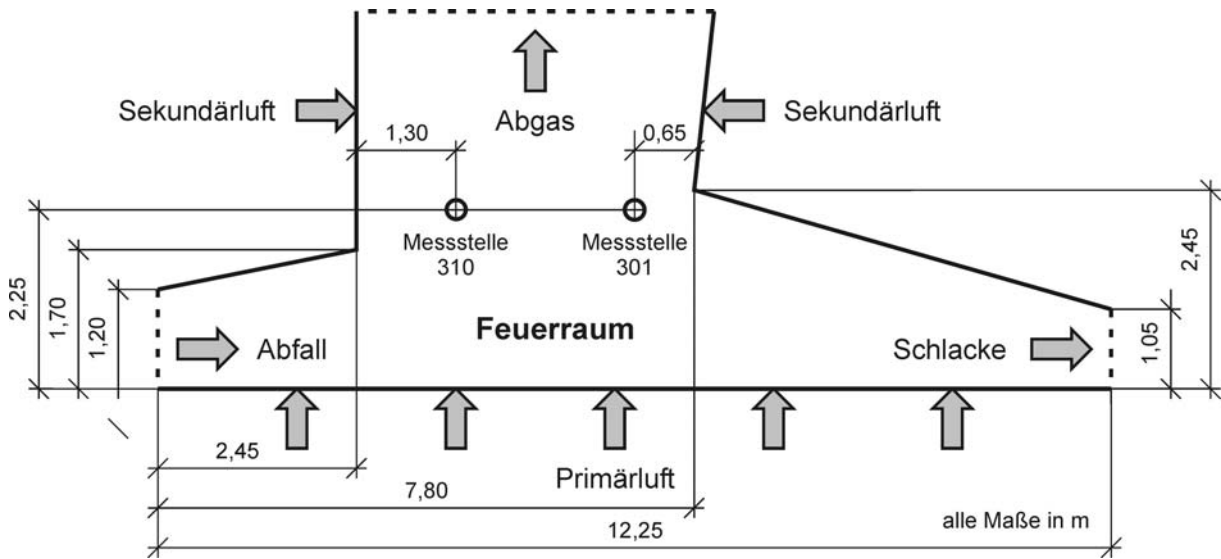 Sekundärluft
Abgas
Sekundärluft
1,30
0,65
Messstelle
310
Messstelle
301
2,25
1,70
1,20
2,45
1,05
Feuerraum
Abfall
Schlacke
2,45
Primärluft
7,80
12,25
alle Maße in m